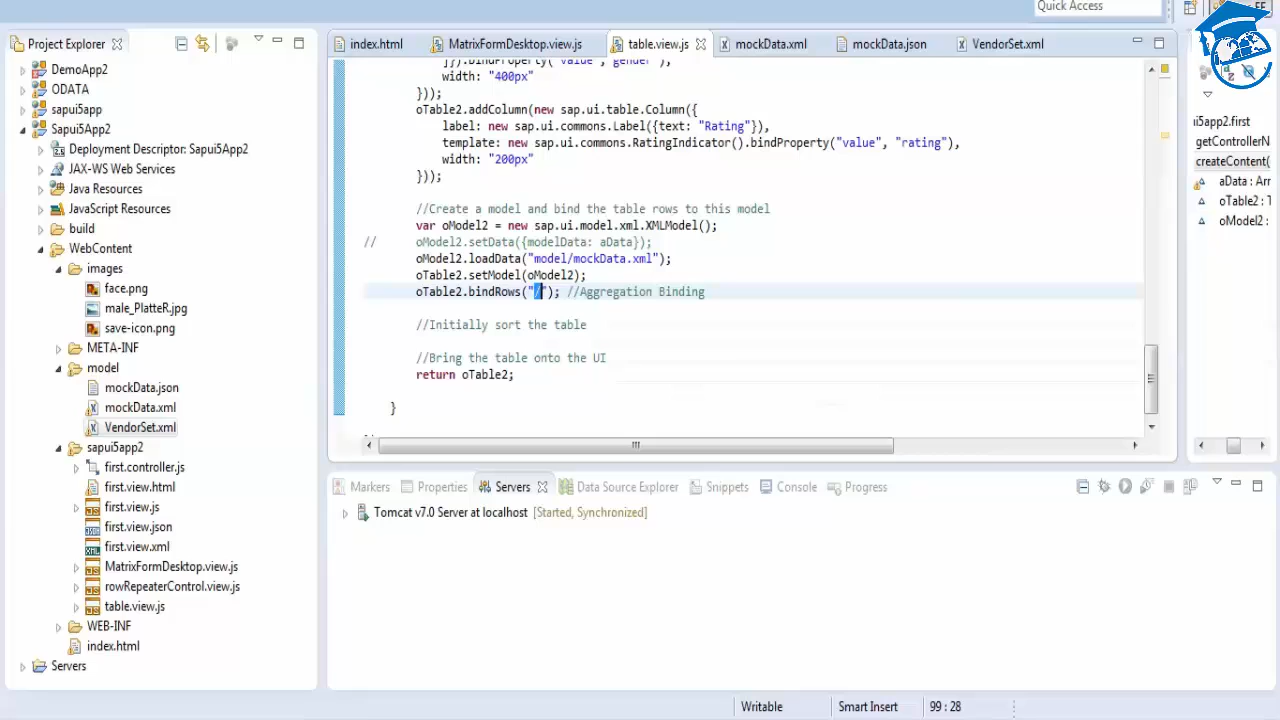 Quick Access
Project Explorer
index.html
MatrixFormDesktop.view.js
table.view.js
mockData.xml
mockData.json
VendorSet.xml
DemoApp2
ODATA
sapui5app
Sapui5App2
Deployment Descriptor: Sapui5App2
JAX-WS Web Services
Java Resources
JavaScript Resources
build
WebContent
images
face.png
male_PlatteR.jpg
save-icon.png
META-INF
model
mockData.json
mockData.xml
VendorSet.xml
sapui5app2
first.controller.js
first.view.html
first.view.js
first.view.json
first.view.xml
MatrixFormDesktop.view.js
rowRepeaterControl.view.js
table.view.js
WEB-INF
index.html
Servers
]}).bindProperty("value","gender"),
width: "400px"
}));
oTable2.addColumn(new sap.ui.table.Column({
label: new sap.ui.commons.Label({text: "Rating"}),
template: new sap.ui.commons.RatingIndicator().bindProperty("value", "rating"),
width: "200px"
}));
//Create a model and bind the table rows to this model
var oModel2 = new sap.ui.model.xml.XMLModel();
// oModel2.setData({modelData: aData});
oModel2.loadData("model/mockData.xml");
oTable2.setModel(oModel2);
oTable2.bindRows("/"); //Aggregation Binding
//Initially sort the table
//Bring the table onto the UI
return oTable2;
}
ui5app2.first
getControllerN
createContent(
aData : Arr
oTable2 : T
oModel2 :
Markers
Properties
Servers
Data Source Explorer
Snippets
Console
Progress
Tomcat v7.0 Server at localhost [Started, Synchronized]
Writable
Smart Insert
99 : 28